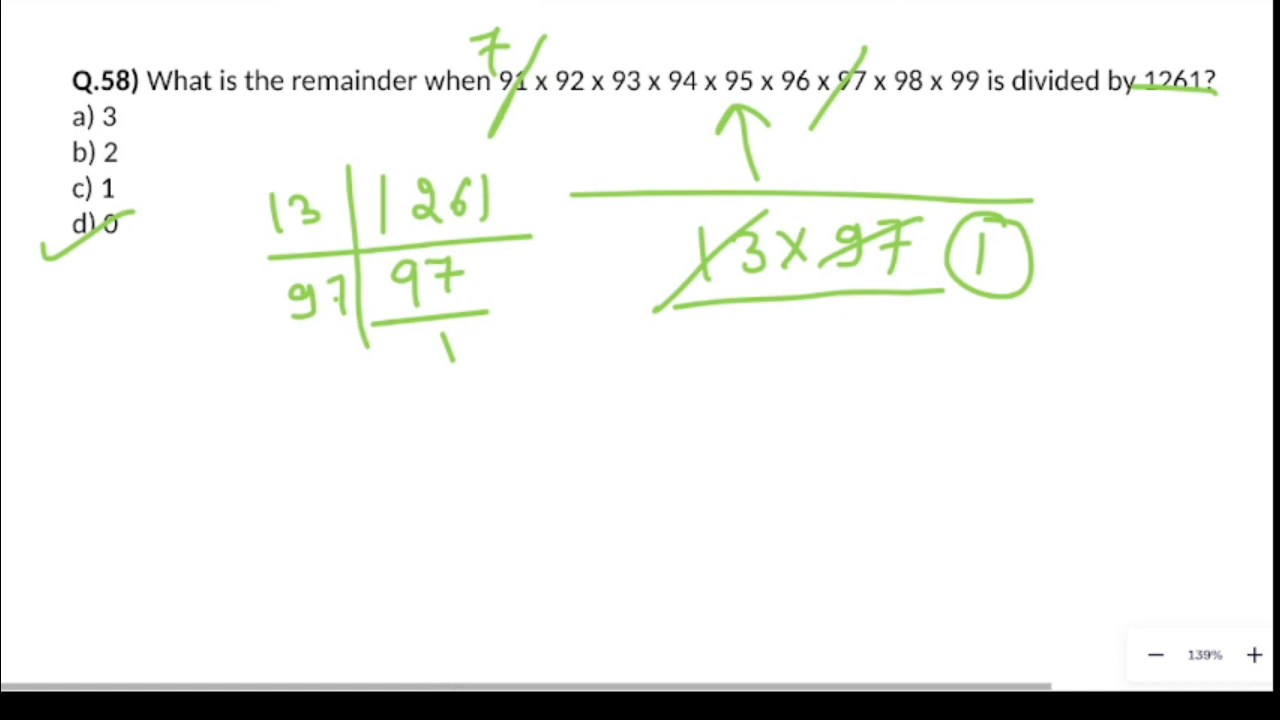 7
Q.58) What is the remainder when 91 x 92 x 93 x 94 x 95 x 96 x 97 x 98 x 99 is divided by 1261?
a) 3
b) 2
c) 1
d) 0
13 | 1261
97 | 97
1
13 x 97 1
139%